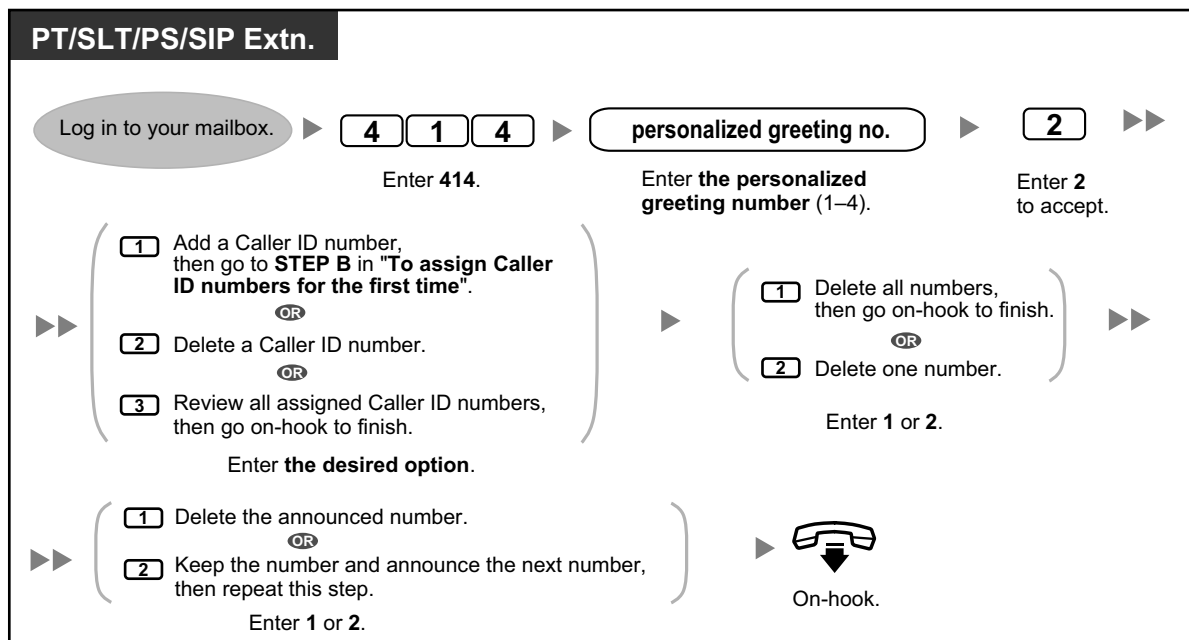 PT/SLT/PS/SIP Extn.
Log in to your mailbox.
4 1 4
Enter 414.
personalized greeting no.
Enter the personalized
greeting number (1–4).
2
Enter 2
to accept.
1 Add a Caller ID number,
then go to STEP B in "To assign Caller
ID numbers for the first time".
OR
2 Delete a Caller ID number.
OR
3 Review all assigned Caller ID numbers,
then go on-hook to finish.
Enter the desired option.
1 Delete all numbers,
then go on-hook to finish.
OR
2 Delete one number.
Enter 1 or 2.
1 Delete the announced number.
OR
2 Keep the number and announce the next number,
then repeat this step.
Enter 1 or 2.
On-hook.